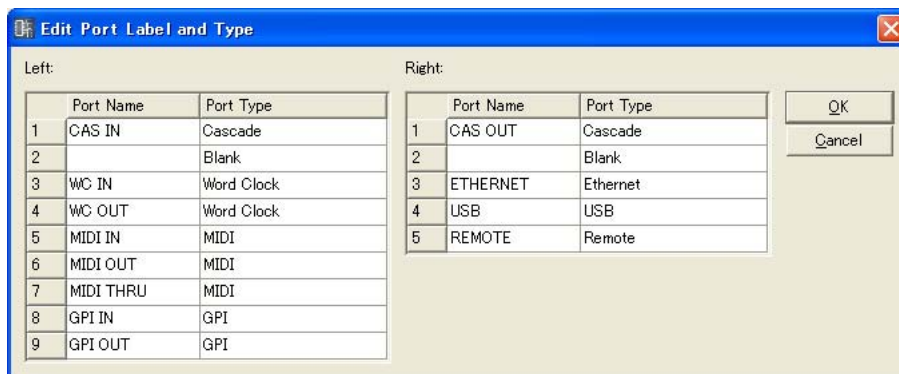 Edit Port Label and Type
Left:
Port Name Port Type
1 CAS IN Cascade
2 Blank
3 WC IN Word Clock
4 WC OUT Word Clock
5 MIDI IN MIDI
6 MIDI OUT MIDI
7 MIDI THRU MIDI
8 GPI IN GPI
9 GPI OUT GPI
Right:
Port Name Port Type
1 CAS OUT Cascade
2 Blank
3 ETHERNET Ethernet
4 USB USB
5 REMOTE Remote
OK
Cancel